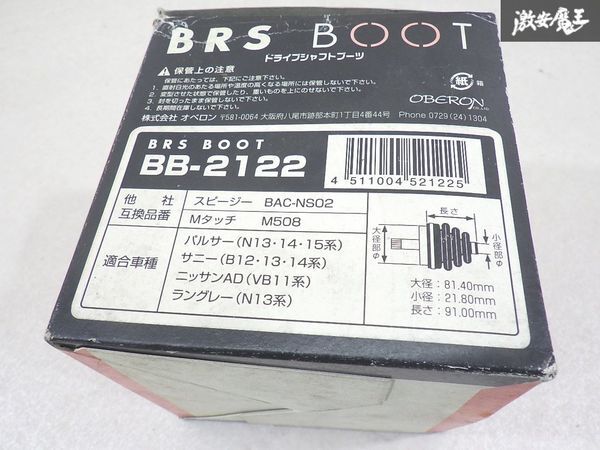 激安魔王
BRS BOOT
ドライブシャフトブーツ
保管上の注意
保管にあたっては、下記にご注意ください。
1. 直射日光のあたる場所や温度の高くなる場所には保管しないで下さい。
2. 変型させた状態で保管したり、重いものを上にのせないで下さい。
3. 封を切ったまま保管しないで下さい。
4. 長期間在庫しないで下さい。
紙 箱
OBERON CO.,LTD
株式会社 オベロン 〒581-0064 大阪府八尾市跡部本町1丁目4番44号 Phone 0729 (24) 1304
BRS BOOT
BB-2122
4 511004 521225
他社互換品番
スピージー BAC-NS02
Mタッチ M508
適合車種
パルサー(N13・14・15系)
サニー(B12・13・14系)
ニッサンAD(VB11系)
ラングレー(N13系)
長さ
大径部φ
小径部φ
大径：81.40mm
小径：21.80mm
長さ：91.00mm